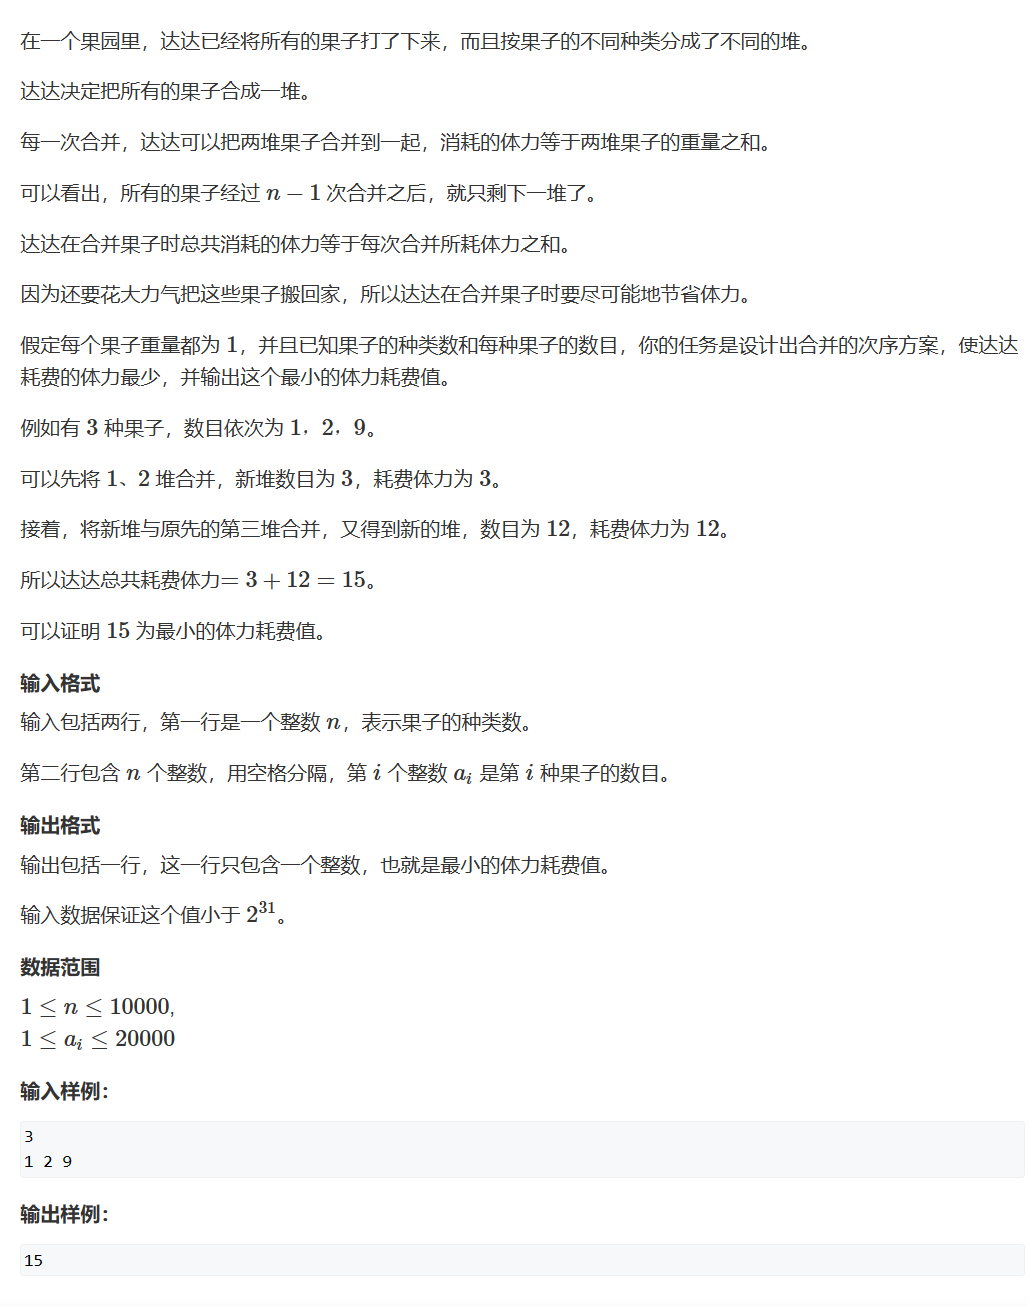 在一个果园里，达达已经将所有的果子打了下来，而且按果子的不同种类分成了不同的堆。
达达决定把所有的果子合成一堆。
每一次合并，达达可以把两堆果子合并到一起，消耗的体力等于两堆果子的重量之和。
可以看出，所有的果子经过 n − 1 次合并之后，就只剩下一堆了。
达达在合并果子时总共消耗的体力等于每次合并所耗体力之和。
因为还要花大力气把这些果子搬回家，所以达达在合并果子时要尽可能地节省体力。
假定每个果子重量都为 1，并且已知果子的种类数和每种果子的数目，你的任务是设计出合并的次序方案，使达达
耗费的体力最少，并输出这个最小的体力耗费值。
例如有 3 种果子，数目依次为 1，2，9。
可以先将 1、2 堆合并，新堆数目为 3，耗费体力为 3。
接着，将新堆与原先的第三堆合并，又得到新的堆，数目为 12，耗费体力为 12。
所以达达总共耗费体力= 3 + 12 = 15。
可以证明 15 为最小的体力耗费值。
输入格式
输入包括两行，第一行是一个整数 n，表示果子的种类数。
第二行包含 n 个整数，用空格分隔，第 i 个整数 aᵢ 是第 i 种果子的数目。
输出格式
输出包括一行，这一行只包含一个整数，也就是最小的体力耗费值。
输入数据保证这个值小于 2³¹。
数据范围
1 ≤ n ≤ 10000,
1 ≤ aᵢ ≤ 20000
输入样例：
3
1 2 9
输出样例：
15